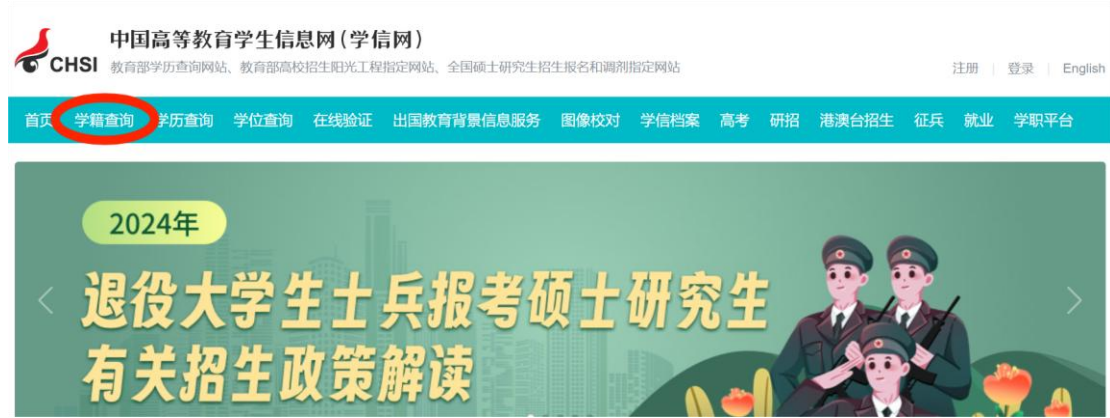 中国高等教育学生信息网(学信网)
CHSI 教育部学历查询网站、教育部高校招生阳光工程指定网站、全国硕士研究生招生报名和调剂指定网站
注册 | 登录 | English
首页 学籍查询 学历查询 学位查询 在线验证 出国教育背景信息服务 图像校对 学信档案 高考 研招 港澳台招生 征兵 就业 学职平台
2024年
退役大学生士兵报考硕士研究生
有关招生政策解读